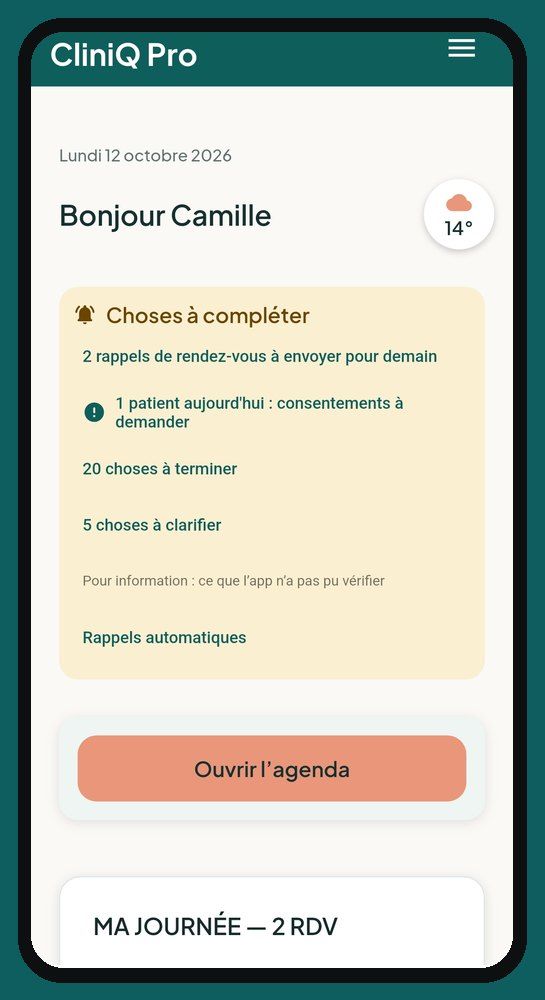 CliniQ Pro
Lundi 12 octobre 2026
Bonjour Camille
14°
Choses à compléter
2 rappels de rendez-vous à envoyer pour demain
1 patient aujourd'hui : consentements à
demander
20 choses à terminer
5 choses à clarifier
Pour information : ce que l’app n’a pas pu vérifier
Rappels automatiques
Ouvrir l’agenda
MA JOURNÉE — 2 RDV